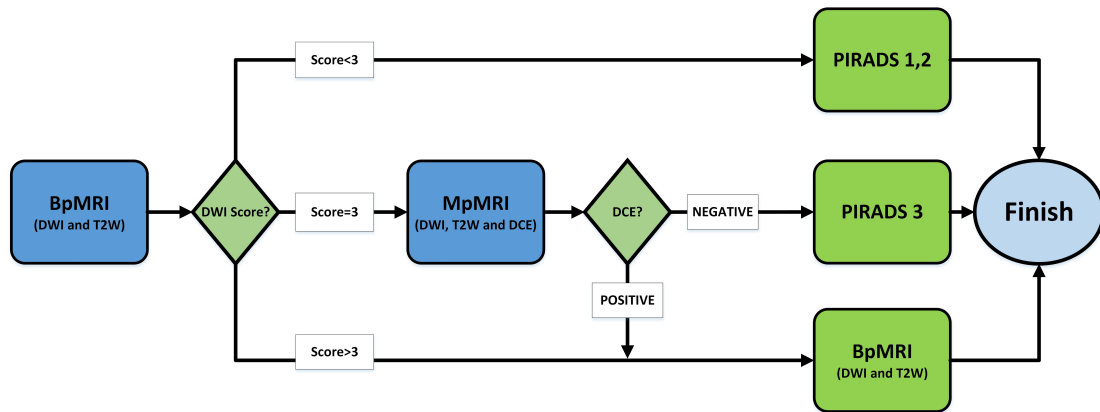 Score<3
PIRADS 1,2
BpMRI
(DWI and T2W)
DWI Score?
Score=3
MpMRI
(DWI, T2W and DCE)
DCE?
NEGATIVE
PIRADS 3
Finish
POSITIVE
Score>3
BpMRI
(DWI and T2W)